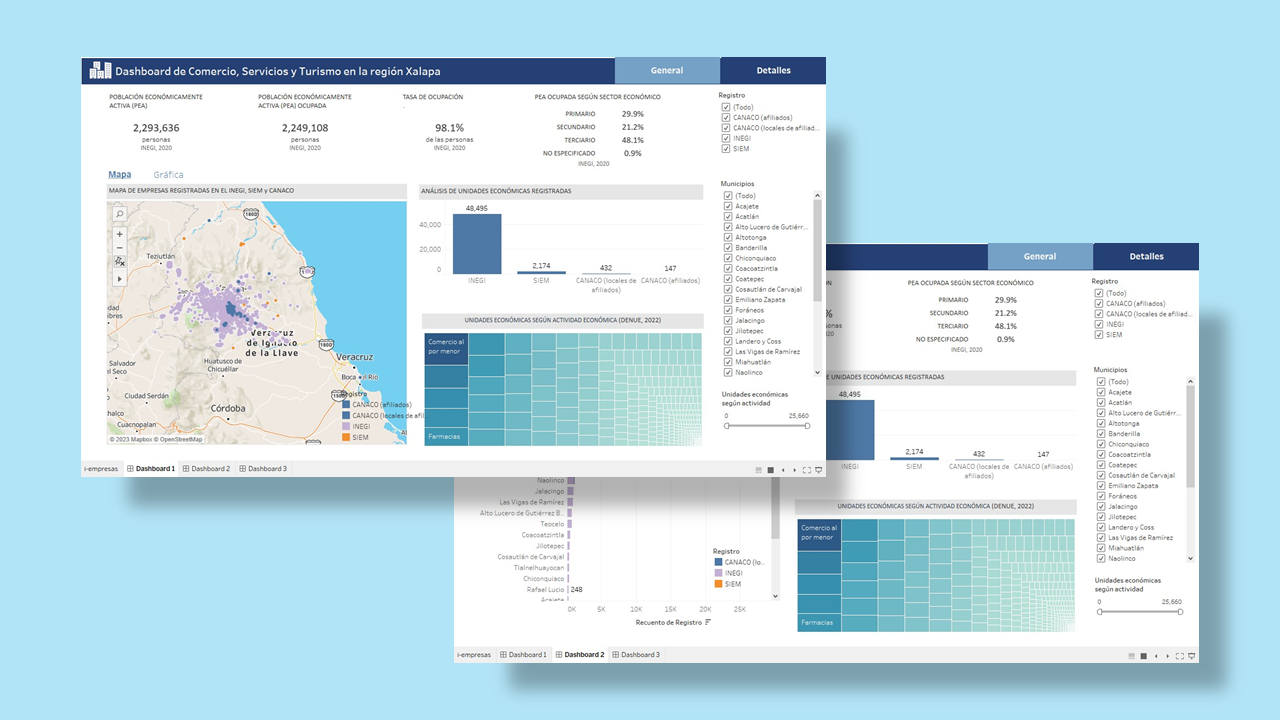 Dashboard de Comercio, Servicios y Turismo en la región Xalapa
General
Detalles
POBLACIÓN ECONÓMICAMENTE
ACTIVA (PEA)
2,293,636
personas
INEGI, 2020
POBLACIÓN ECONÓMICAMENTE
ACTIVA (PEA) OCUPADA
2,249,108
personas
INEGI, 2020
TASA DE OCUPACIÓN
98.1%
de las personas
INEGI, 2020
PEA OCUPADA SEGÚN SECTOR ECONÓMICO
PRIMARIO 29.9%
SECUNDARIO 21.2%
TERCIARIO 48.1%
NO ESPECIFICADO 0.9%
INEGI, 2020
Registro
(Todo)
CANACO (afiliados)
CANACO (locales de afiliad...
INEGI
SIEM
Mapa
Gráfica
MAPA DE EMPRESAS REGISTRADAS EN EL INEGI, SIEM y CANACO
Teziutlán
Salvador
el Seco
Huatusco de
Chicuéllar
Ciudad Serdán
Córdoba
Cuacnopalan
Veracruz
de Ignacio
de la Llave
Veracruz
Boca del Río
Registro
CANACO (afiliados)
CANACO (locales de afil
INEGI
SIEM
© 2023 Mapbox © OpenStreetMap
ANÁLISIS DE UNIDADES ECONÓMICAS REGISTRADAS
40,000
20,000
0
48,495
2,174
432
147
INEGI
SIEM
CANACO (locales de
afiliados)
CANACO (afiliados)
UNIDADES ECONÓMICAS SEGÚN ACTIVIDAD ECONÓMICA (DENUE, 2022)
Comercio al
por menor
Farmacias
Municipios
(Todo)
Acajete
Acatlán
Alto Lucero de Gutiérr...
Altotonga
Banderilla
Chiconquiaco
Coacoatzintla
Coatepec
Cosautlán de Carvajal
Emiliano Zapata
Foráneos
Jalacingo
Jilotepec
Landero y Coss
Las Vigas de Ramírez
Miahuatlán
Naolinco
Unidades económicas
según actividad
0 25,660
i-empresas
Dashboard 1
Dashboard 2
Dashboard 3
General
Detalles
PEA OCUPADA SEGÚN SECTOR ECONÓMICO
PRIMARIO 29.9%
SECUNDARIO 21.2%
TERCIARIO 48.1%
NO ESPECIFICADO 0.9%
INEGI, 2020
Registro
(Todo)
CANACO (afiliados)
CANACO (locales de afiliad...
INEGI
SIEM
E UNIDADES ECONÓMICAS REGISTRADAS
48,495
2,174
432
147
INEGI
SIEM
CANACO (locales de
afiliados)
CANACO (afiliados)
Naolinco
Jalacingo
Las Vigas de Ramírez
Alto Lucero de Gutiérrez B...
Teocelo
Coacoatzintla
Jilotepec
Cosautlán de Carvajal
Tlalnelhuayocan
Chiconquiaco
Rafael Lucio 248
Acajete
0K 5K 10K 15K 20K 25K
Recuento de Registro
Registro
CANACO (lo..
INEGI
SIEM
UNIDADES ECONÓMICAS SEGÚN ACTIVIDAD ECONÓMICA (DENUE, 2022)
Comercio al
por menor
Farmacias
Municipios
(Todo)
Acajete
Acatlán
Alto Lucero de Gutiérr...
Altotonga
Banderilla
Chiconquiaco
Coacoatzintla
Coatepec
Cosautlán de Carvajal
Emiliano Zapata
Foráneos
Jalacingo
Jilotepec
Landero y Coss
Las Vigas de Ramírez
Miahuatlán
Naolinco
Unidades económicas
según actividad
0 25,660
i-empresas
Dashboard 1
Dashboard 2
Dashboard 3